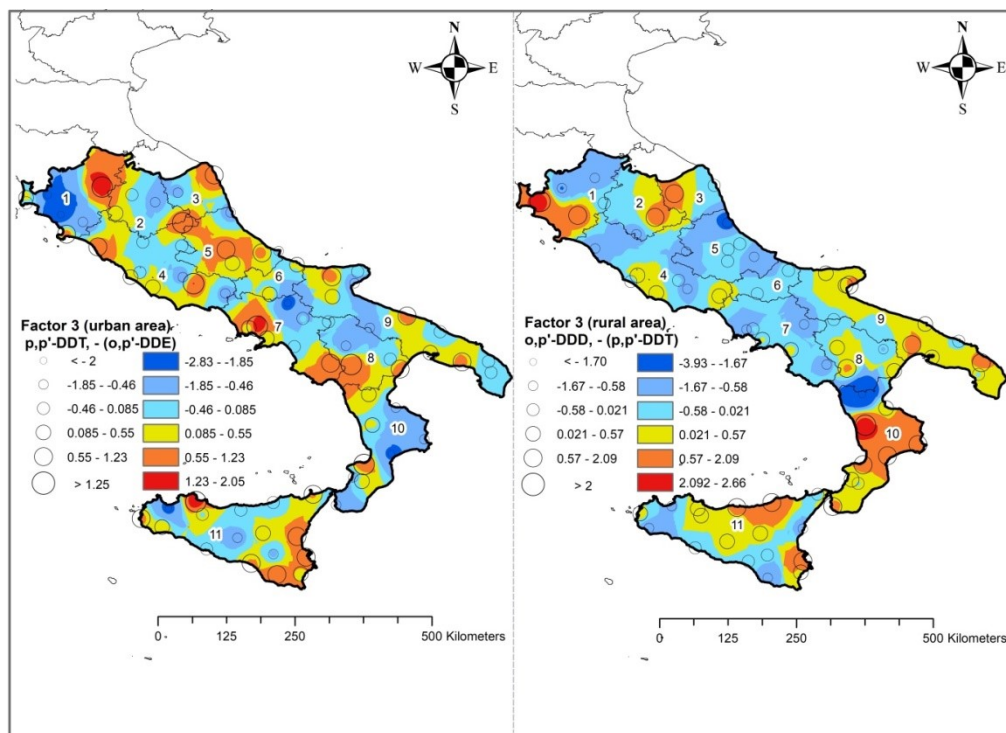 N
W
E
S
1
2
3
4
5
6
7
8
9
10
11
Factor 3 (urban area)
p,p'-DDT, - (o,p'-DDE)
< - 2
-1.85 - -0.46
-0.46 - 0.085
0.085 - 0.55
0.55 - 1.23
> 1.25
-2.83 - -1.85
-1.85 - -0.46
-0.46 - 0.085
0.085 - 0.55
0.55 - 1.23
1.23 - 2.05
0
125
250
500 Kilometers
N
W
E
S
1
2
3
4
5
6
7
8
9
10
11
Factor 3 (rural area)
o,p'-DDD, - (p,p'-DDT)
< - 1.70
-1.67 - -0.58
-0.58 - 0.021
0.021 - 0.57
0.57 - 2.09
> 2
-3.93 - -1.67
-1.67 - -0.58
-0.58 - 0.021
0.021 - 0.57
0.57 - 2.09
2.092 - 2.66
0
125
250
500 Kilometers